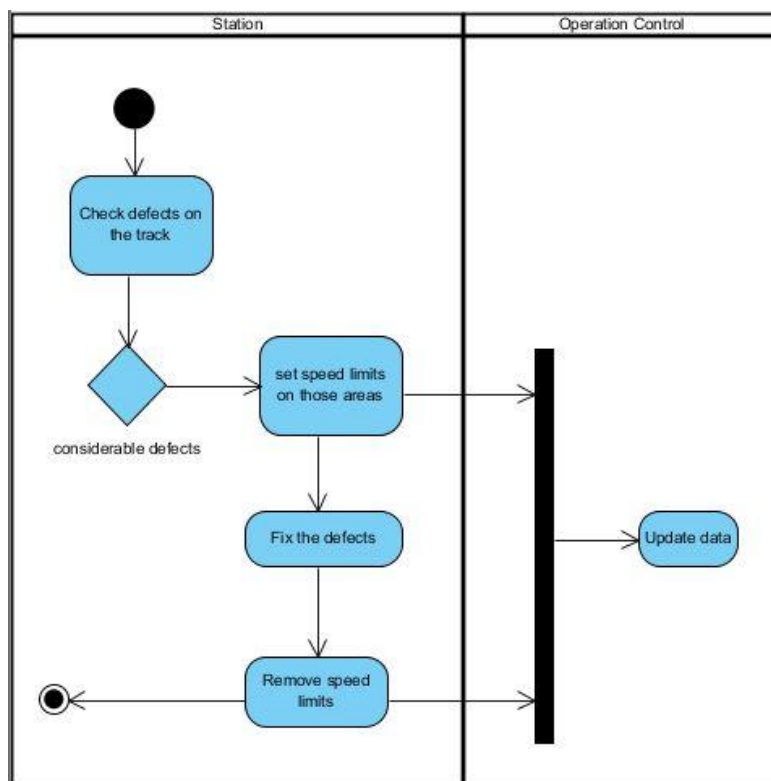 Station
Operation Control
Check defects on
the track
set speed limits
on those areas
considerable defects
Fix the defects
Update data
Remove speed
limits